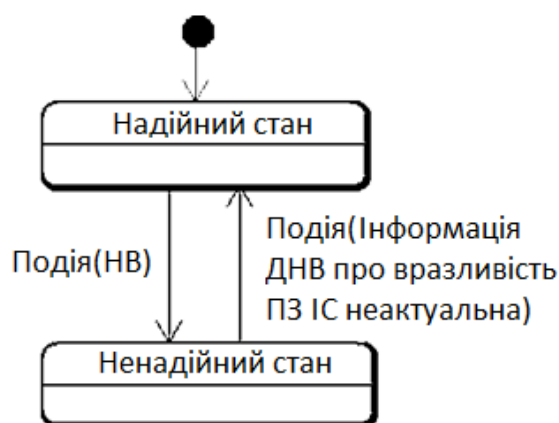 Надійний стан
Подія(НВ)
Подія(Інформація
ДНВ про вразливість
ПЗ ІС неактуальна)
Ненадійний стан